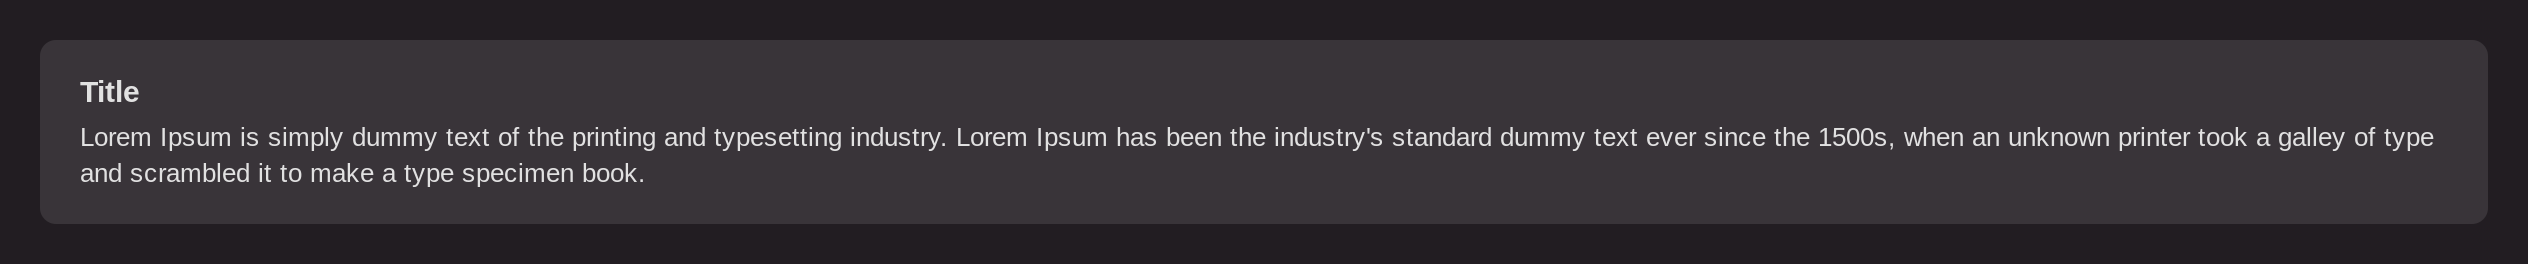 Title
Lorem Ipsum is simply dummy text of the printing and typesetting industry. Lorem Ipsum has been the industry's standard dummy text ever since the 1500s, when an unknown printer took a galley of type
and scrambled it to make a type specimen book.